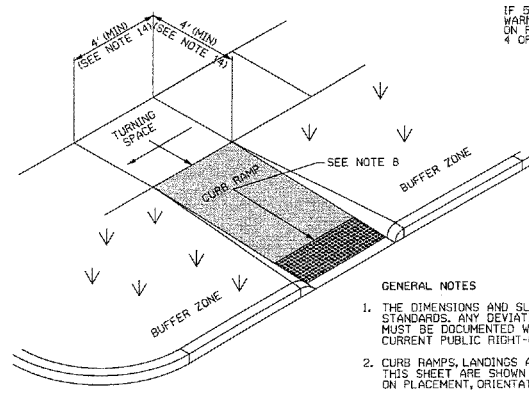 IF 5
WARN
ON
4 OF
4' (MIN)
(SEE NOTE 14)
4' (MIN)
(SEE NOTE 14)
TURNING
SPACE
CURB RAMP
SEE NOTE B
BUFFER ZONE
BUFFER ZONE
GENERAL NOTES
1. THE DIMENSIONS AND SL
STANDARDS. ANY DEVIAT
MUST BE DOCUMENTED W
CURRENT PUBLIC RIGHT-
2. CURB RAMPS, LANDINGS A
THIS SHEET ARE SHOWN
ON PLACEMENT, ORIENTAT